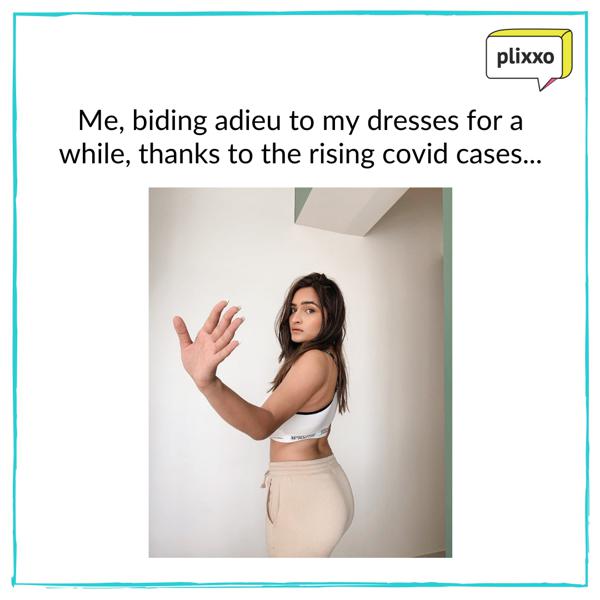 plixxo
Me, biding adieu to my dresses for a
while, thanks to the rising covid cases...